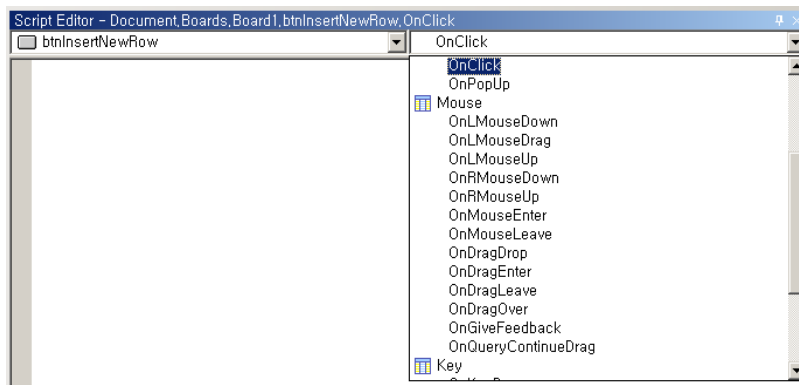 Script Editor - Document,Boards,Board1,btnInsertNewRow,OnClick
btnInsertNewRow
OnClick
OnClick
OnPopUp
Mouse
OnLMouseDown
OnLMouseDrag
OnLMouseUp
OnRMouseDown
OnRMouseUp
OnMouseEnter
OnMouseLeave
OnDragDrop
OnDragEnter
OnDragLeave
OnDragOver
OnGiveFeedback
OnQueryContinueDrag
Key